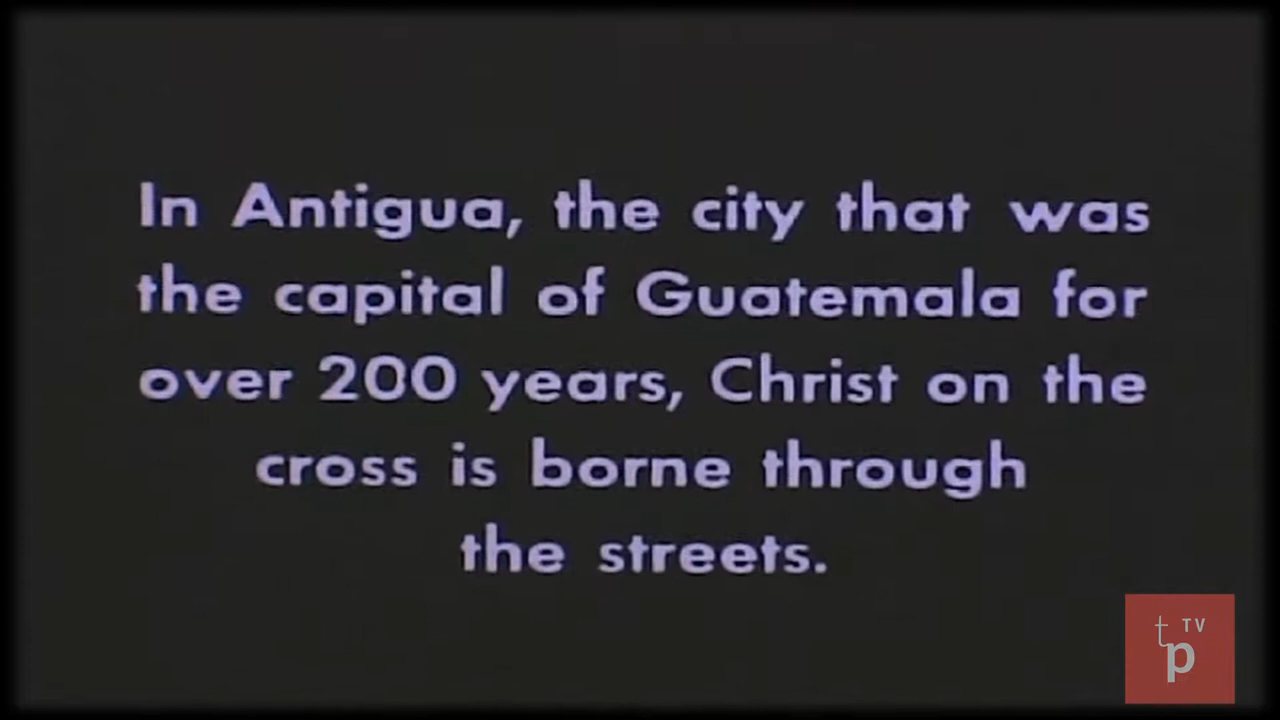 In Antigua, the city that was
the capital of Guatemala for
over 200 years, Christ on the
cross is borne through
the streets.
tp TV